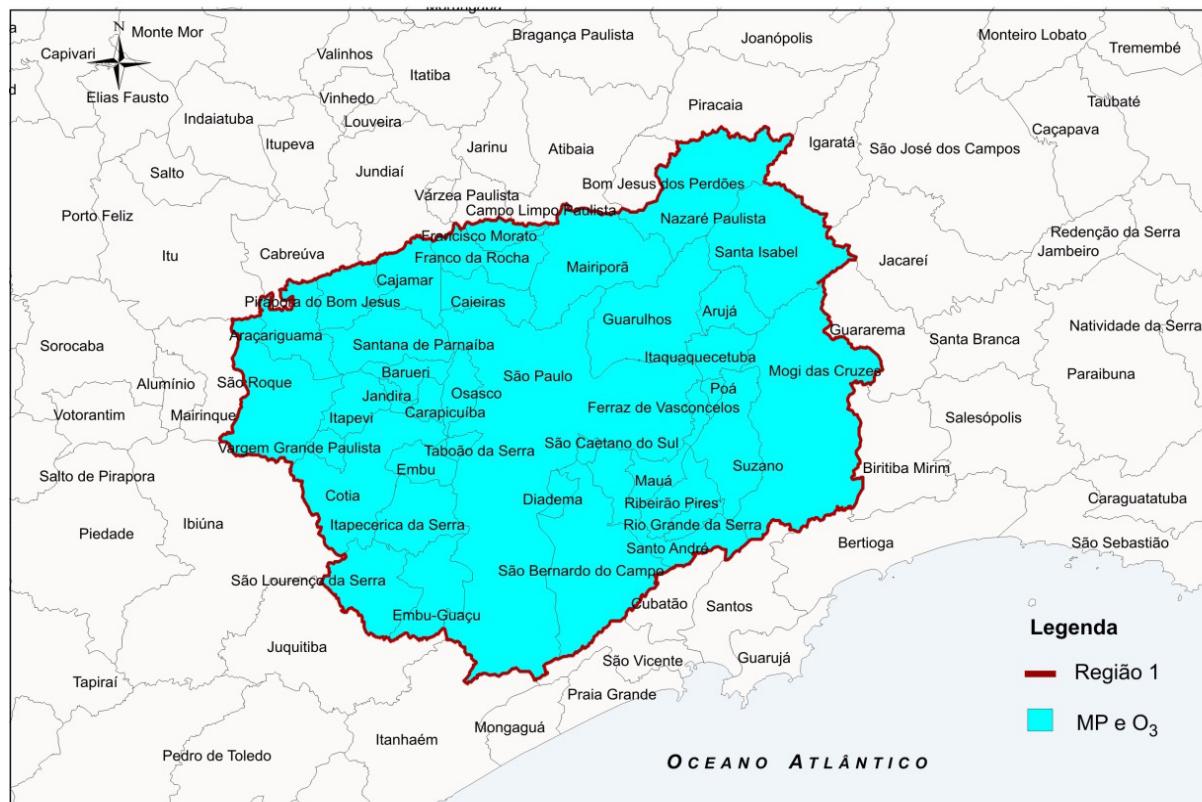 N
Monte Mor
Bragança Paulista
Joanópolis
Monteiro Lobato
Tremembé
Capivari
Valinhos
Itatiba
Elias Fausto
Vinhedo
Piracaia
Taubaté
Indaiatuba
Louveira
Caçapava
Itupeva
Jarinu
Atibaia
Igaratá
São José dos Campos
Salto
Jundiaí
Bom Jesus dos Perdões
Várzea Paulista
Campo Limpo Paulista
Porto Feliz
Nazaré Paulista
Redenção da Serra
Francisco Morato
Itu
Cabreúva
Franco da Rocha
Mairiporã
Santa Isabel
Jambeiro
Jacareí
Cajamar
Pirapora do Bom Jesus
Caieiras
Guarulhos
Arujá
Araçariguama
Guararema
Natividade da Serra
Sorocaba
Santana de Parnaíba
Itaquaquecetuba
Santa Branca
Alumínio
São Roque
Barueri
São Paulo
Mogi das Cruzes
Paraibuna
Jandira
Osasco
Poá
Votorantim
Mairinque
Itapevi
Carapicuíba
Ferraz de Vasconcelos
Salesópolis
Vargem Grande Paulista
Taboão da Serra
São Caetano do Sul
Salto de Pirapora
Embu
Suzano
Biritiba Mirim
Mauá
Cotia
Diadema
Ribeirão Pires
Caraguatatuba
Piedade
Ibiúna
Itapecerica da Serra
Rio Grande da Serra
Santo André
Bertioga
São Sebastião
São Lourenço da Serra
São Bernardo do Campo
Cubatão
Santos
Embu-Guaçu
Juquitiba
São Vicente
Guarujá
Tapiraí
Praia Grande
Mongaguá
Itanhaém
Pedro de Toledo
OCEANO ATLÂNTICO
Legenda
Região 1
MP e O3